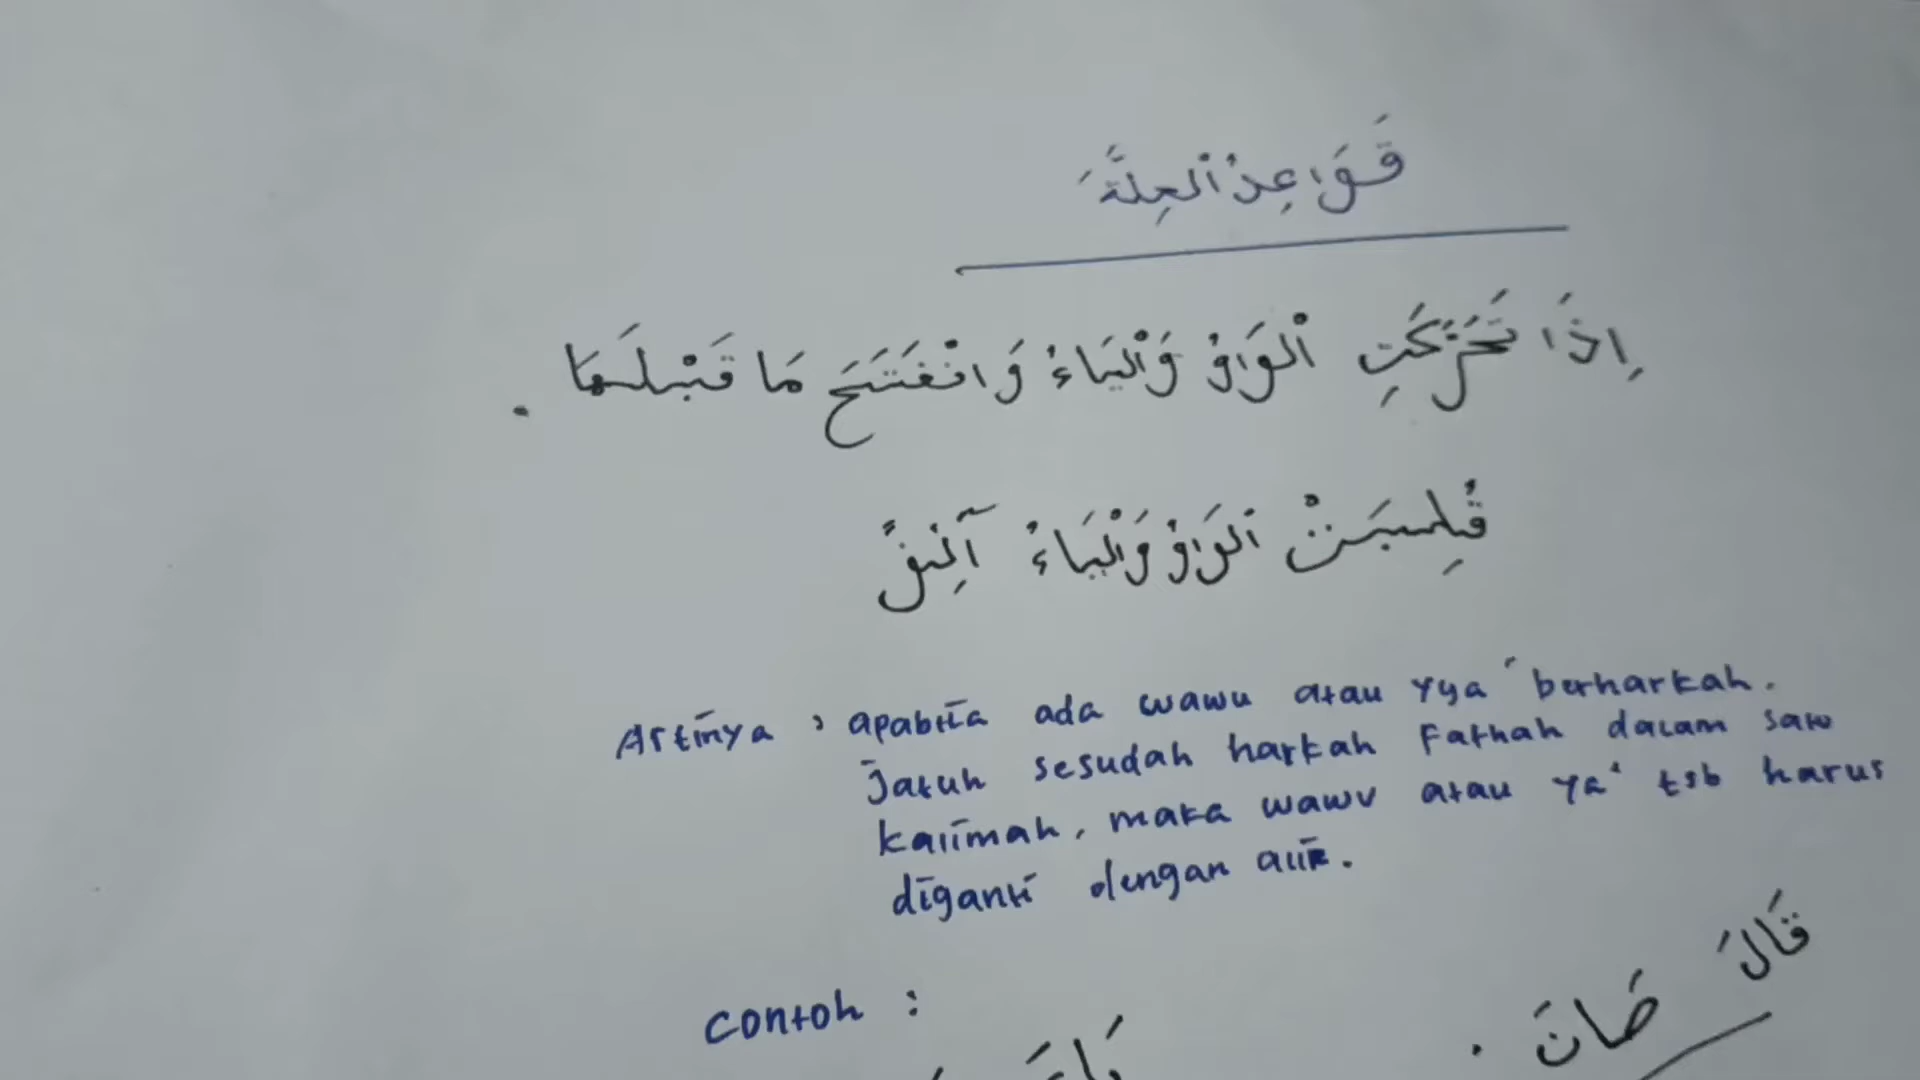 قَوَاعِدُ الْعِلَّةَ
اِذَا تَحَرَّكَتِ الْوَاوُ وَالْيَاءُ وَانْفَتَحَ مَا قَبْلَهَا .
قُلِبَتْ الْوَاوُ وَالْيَاءُ
Artinya : apabila ada wawu atau yya' berharkah.
Jatuh sesudah harkah Fathah dalam satu
kalimah, maka wawu atau ya' tsb harus
diganti dengan alif.
قَالَ صَانَ .
Contoh :